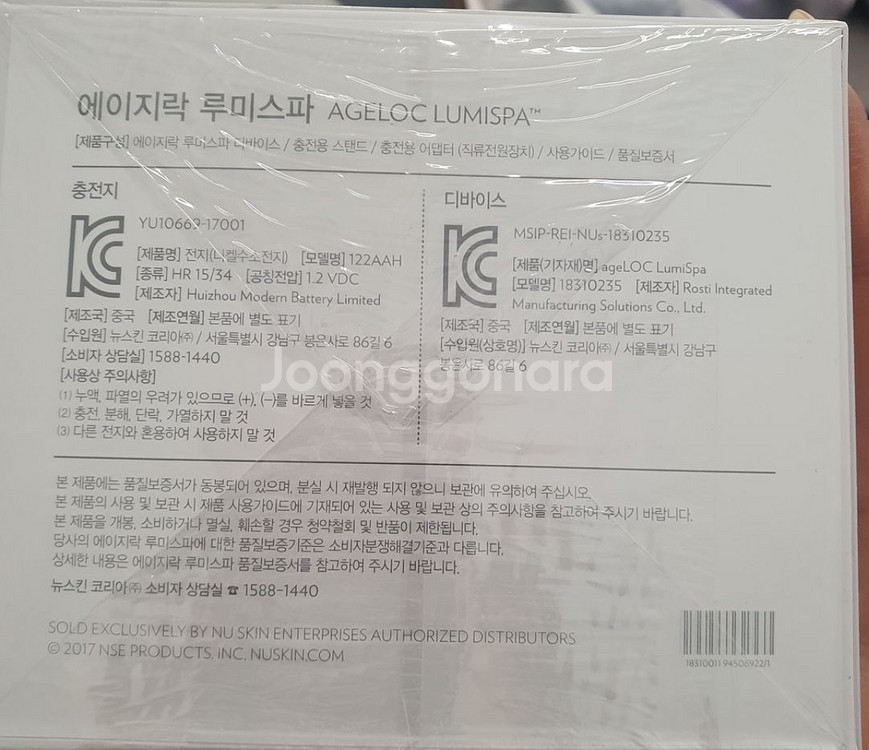 에이지락 루미스파 AGELOC LUMISPA™
[제품구성] 에이지락 루미스파 디바이스 / 충전용 스탠드 / 충전용 어댑터 (직류전원장치) / 사용가이드 / 품질보증서
충전지
YU10669-17001
[제품명] 전지(니켈수소전지) [모델명] 122AAH
[종류] HR 15/34 [공칭전압] 1.2 VDC
[제조자] Huizhou Modern Battery Limited
[제조국] 중국 [제조연월] 본품에 별도 표기
[수입원] 뉴스킨 코리아㈜ / 서울특별시 강남구 봉은사로 86길 6
[소비자 상담실] 1588-1440
[사용상 주의사항]
(1) 누액, 파열의 우려가 있으므로 (+), (-)를 바르게 넣을 것
(2) 충전, 분해, 단락, 가열하지 말 것
(3) 다른 전지와 혼용하여 사용하지 말 것
디바이스
MSIP-REI-NUs-18310235
[제품(기자재)명] ageLOC LumiSpa
[모델명] 18310235 [제조자] Rosti Integrated
Manufacturing Solutions Co., Ltd.
[제조국] 중국 [제조연월] 본품에 별도 표기
[수입원(상호명)] 뉴스킨 코리아㈜ / 서울특별시 강남구
봉은사로 86길 6
Joonggonara
본 제품에는 품질보증서가 동봉되어 있으며, 분실 시 재발행 되지 않으니 보관에 유의하여 주십시오.
본 제품의 사용 및 보관 시 제품 사용가이드에 기재되어 있는 사용 및 보관 상의 주의사항을 참고하여 주시기 바랍니다.
본 제품을 개봉, 소비하거나 멸실, 훼손할 경우 청약철회 및 반품이 제한됩니다.
당사의 에이지락 루미스파에 대한 품질보증기준은 소비자분쟁해결기준과 다릅니다.
상세한 내용은 에이지락 루미스파 품질보증서를 참고하여 주시기 바랍니다.
뉴스킨 코리아㈜ 소비자 상담실 ☎ 1588-1440
SOLD EXCLUSIVELY BY NU SKIN ENTERPRISES AUTHORIZED DISTRIBUTORS
© 2017 NSE PRODUCTS, INC. NUSKIN.COM
18310011 94506922/1